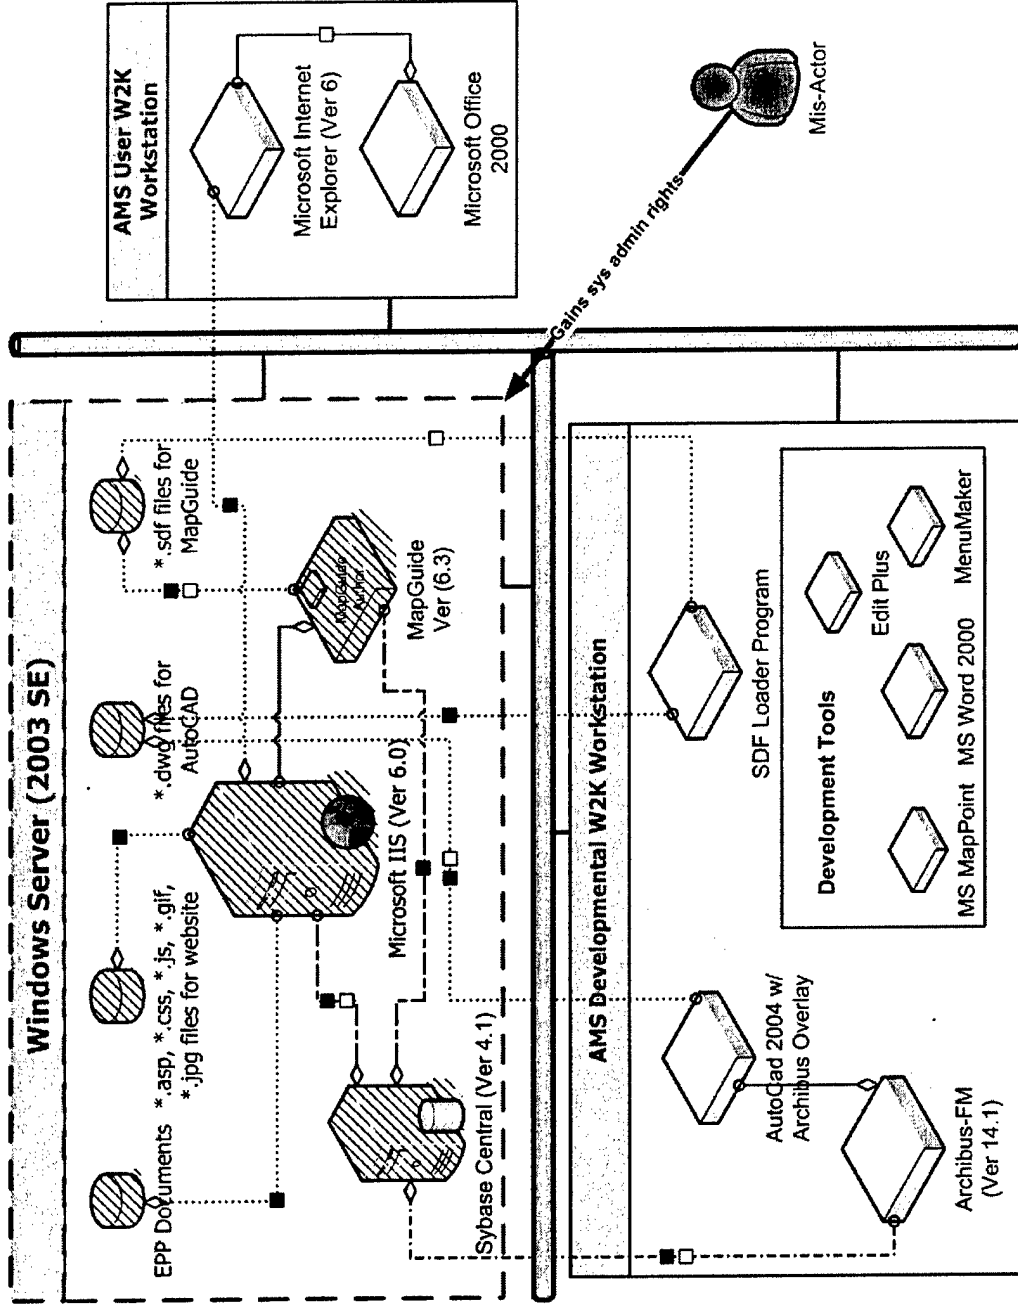 Windows Server (2003 SE)
EPP Documents
*.asp, *.css, *.js, *.gif,
*.jpg files for website
*.dwg files for
AutoCAD
*.sdf files for
MapGuide
Sybase Central (Ver 4.1)
Microsoft IIS (Ver 6.0)
MapGuide
Author
MapGuide
Ver (6.3)
AMS User W2K
Workstation
Microsoft Internet
Explorer (Ver 6)
Microsoft Office
2000
Gains sys admin rights
Mis-Actor
AMS Developmental W2K Workstation
AutoCad 2004 w/
Archibus Overlay
Archibus-FM
(Ver 14.1)
SDF Loader Program
Development Tools
Edit Plus
MS MapPoint
MS Word 2000
MenuMaker